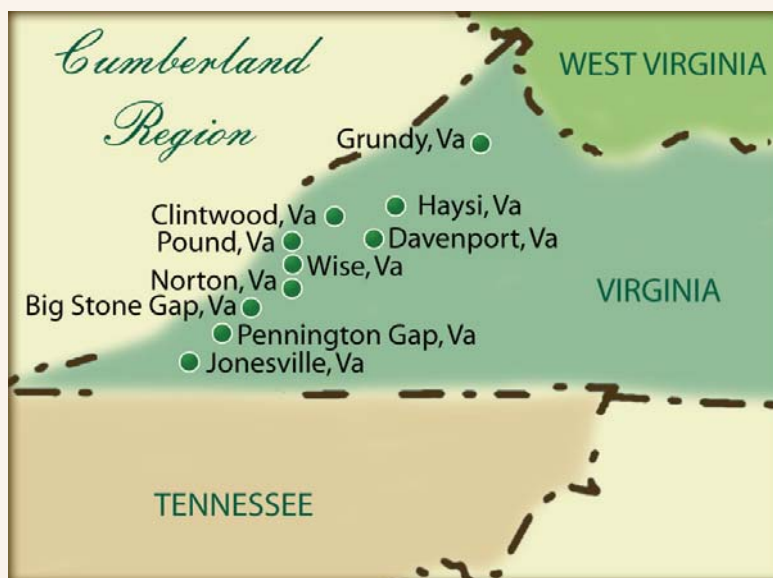 Cumberland
Region
WEST VIRGINIA
Grundy, Va
Haysi, Va
Clintwood, Va
Davenport, Va
Pound, Va
Wise, Va
Norton, Va
VIRGINIA
Big Stone Gap, Va
Pennington Gap, Va
Jonesville, Va
TENNESSEE